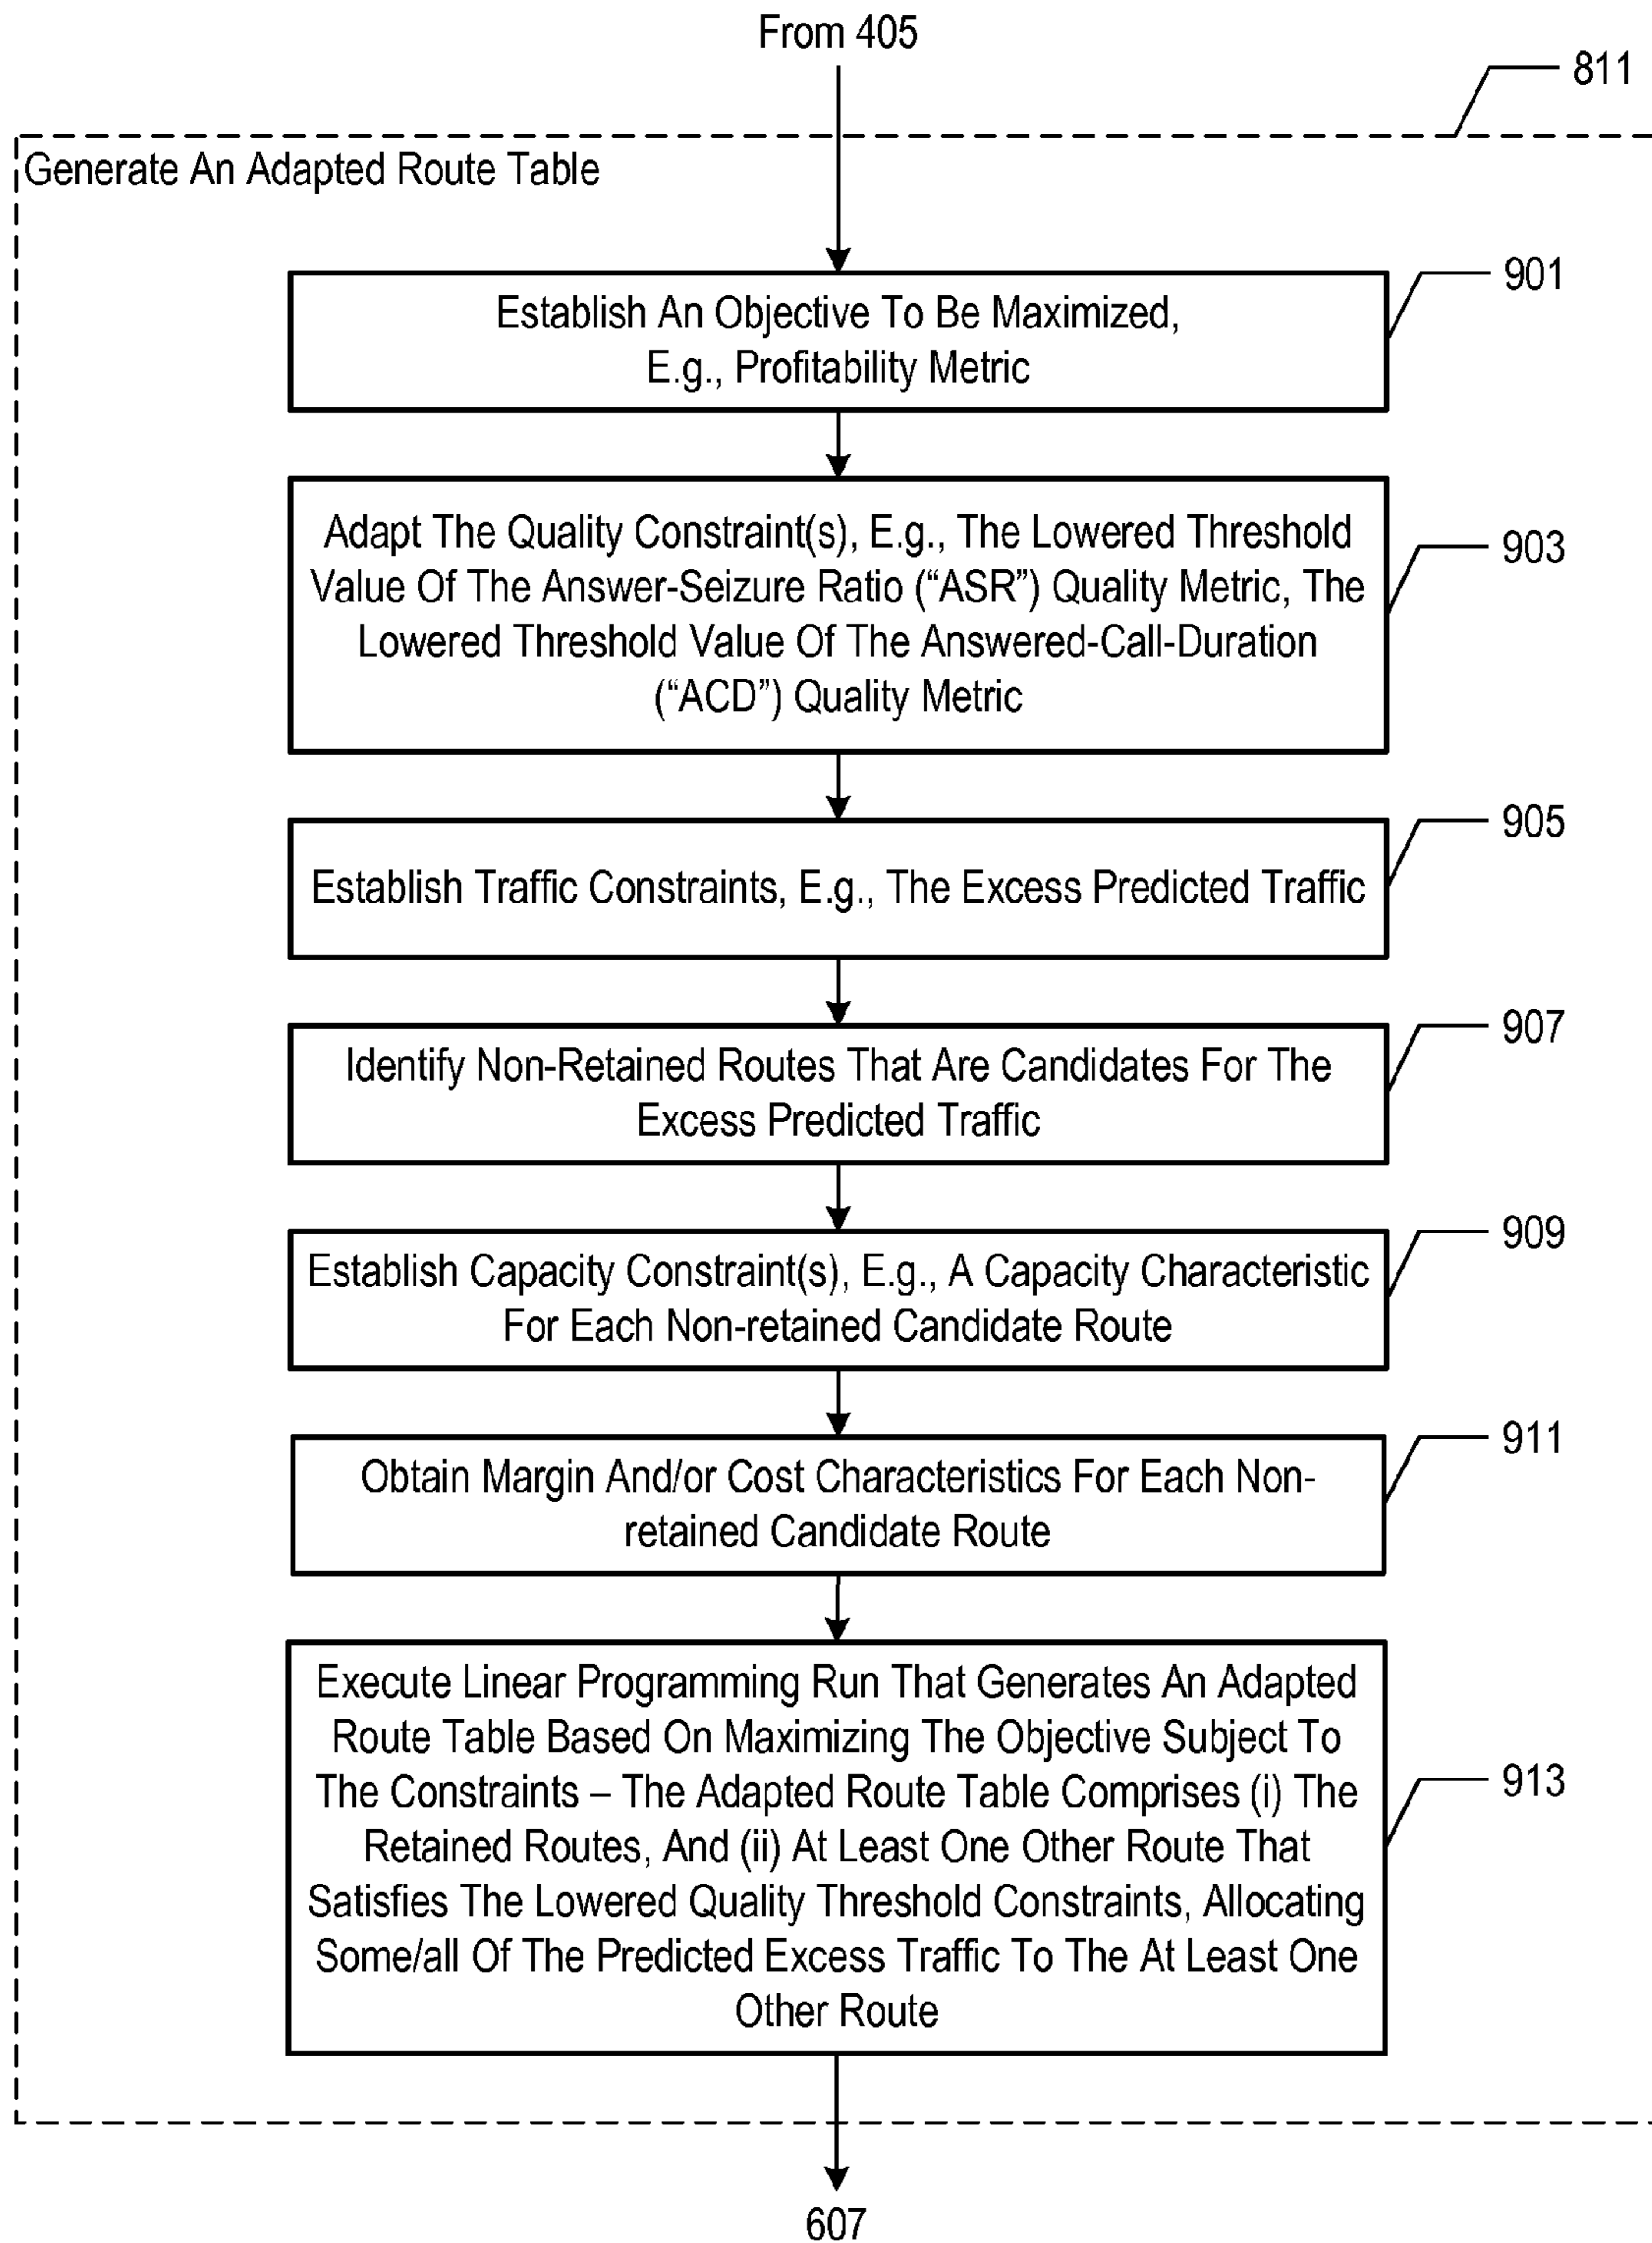 From 405
811
Generate An Adapted Route Table
901
Establish An Objective To Be Maximized,
E.g., Profitability Metric
903
Adapt The Quality Constraint(s), E.g., The Lowered Threshold
Value Of The Answer-Seizure Ratio (“ASR”) Quality Metric, The
Lowered Threshold Value Of The Answered-Call-Duration
(“ACD”) Quality Metric
905
Establish Traffic Constraints, E.g., The Excess Predicted Traffic
907
Identify Non-Retained Routes That Are Candidates For The
Excess Predicted Traffic
909
Establish Capacity Constraint(s), E.g., A Capacity Characteristic
For Each Non-retained Candidate Route
911
Obtain Margin And/or Cost Characteristics For Each Non-
retained Candidate Route
Execute Linear Programming Run That Generates An Adapted
Route Table Based On Maximizing The Objective Subject To
The Constraints – The Adapted Route Table Comprises (i) The
Retained Routes, And (ii) At Least One Other Route That
Satisfies The Lowered Quality Threshold Constraints, Allocating
Some/all Of The Predicted Excess Traffic To The At Least One
Other Route
913
607